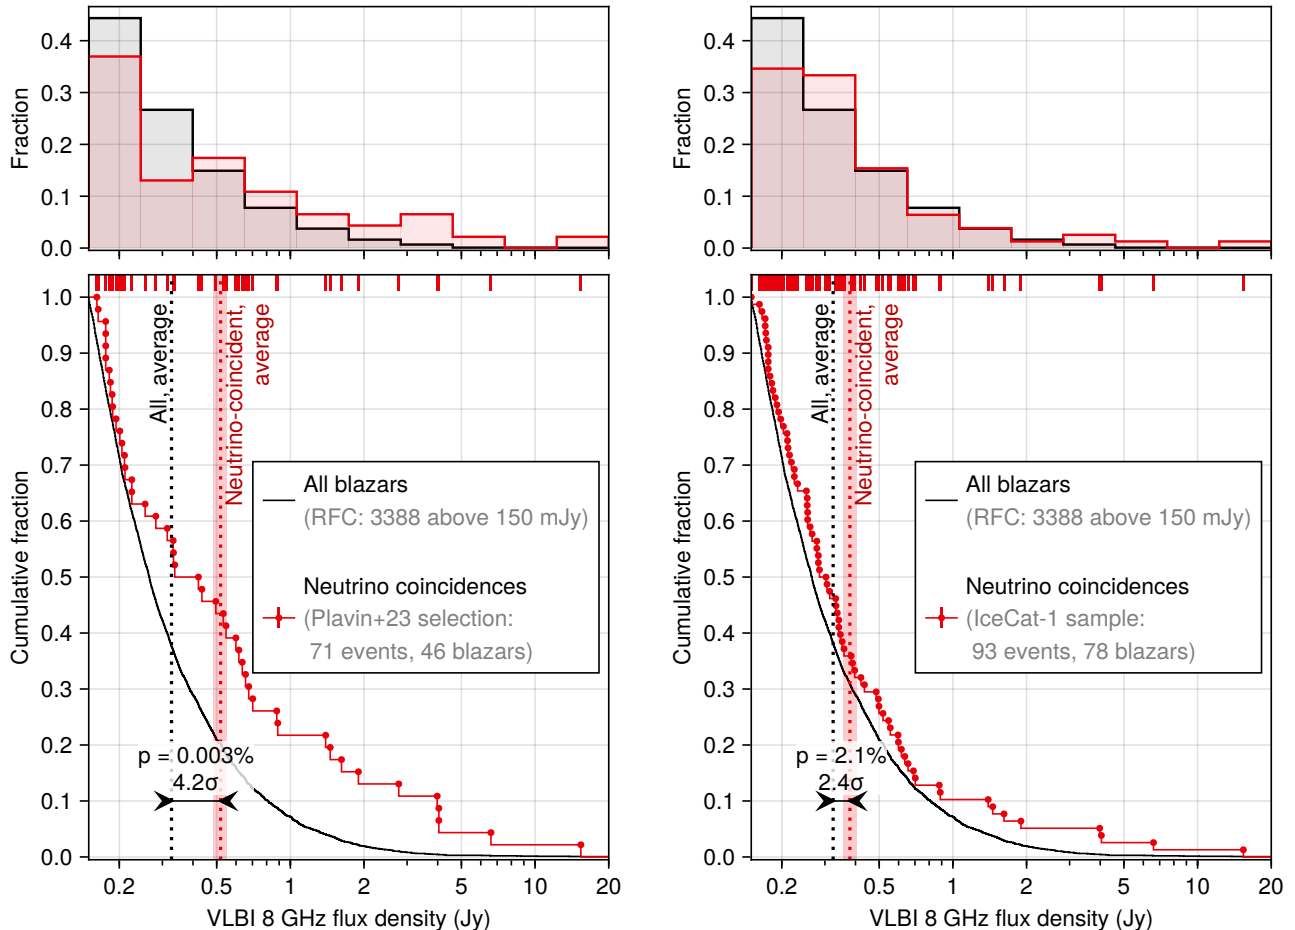 0.4
0.3
0.2
0.1
0.0
Fraction
1.0
0.9
0.8
0.7
0.6
0.5
0.4
0.3
0.2
0.1
0.0
Cumulative fraction
All, average
Neutrino-coincident,
average
All blazars
(RFC: 3388 above 150 mJy)
Neutrino coincidences
(Plavin+23 selection:
71 events, 46 blazars)
p = 0.003%
4.2σ
0.2 0.5 1 2 5 10 20
VLBI 8 GHz flux density (Jy)
0.4
0.3
0.2
0.1
0.0
Fraction
1.0
0.9
0.8
0.7
0.6
0.5
0.4
0.3
0.2
0.1
0.0
Cumulative fraction
All, average
Neutrino-coincident,
average
All blazars
(RFC: 3388 above 150 mJy)
Neutrino coincidences
(IceCat-1 sample:
93 events, 78 blazars)
p = 2.1%
2.4σ
0.2 0.5 1 2 5 10 20
VLBI 8 GHz flux density (Jy)